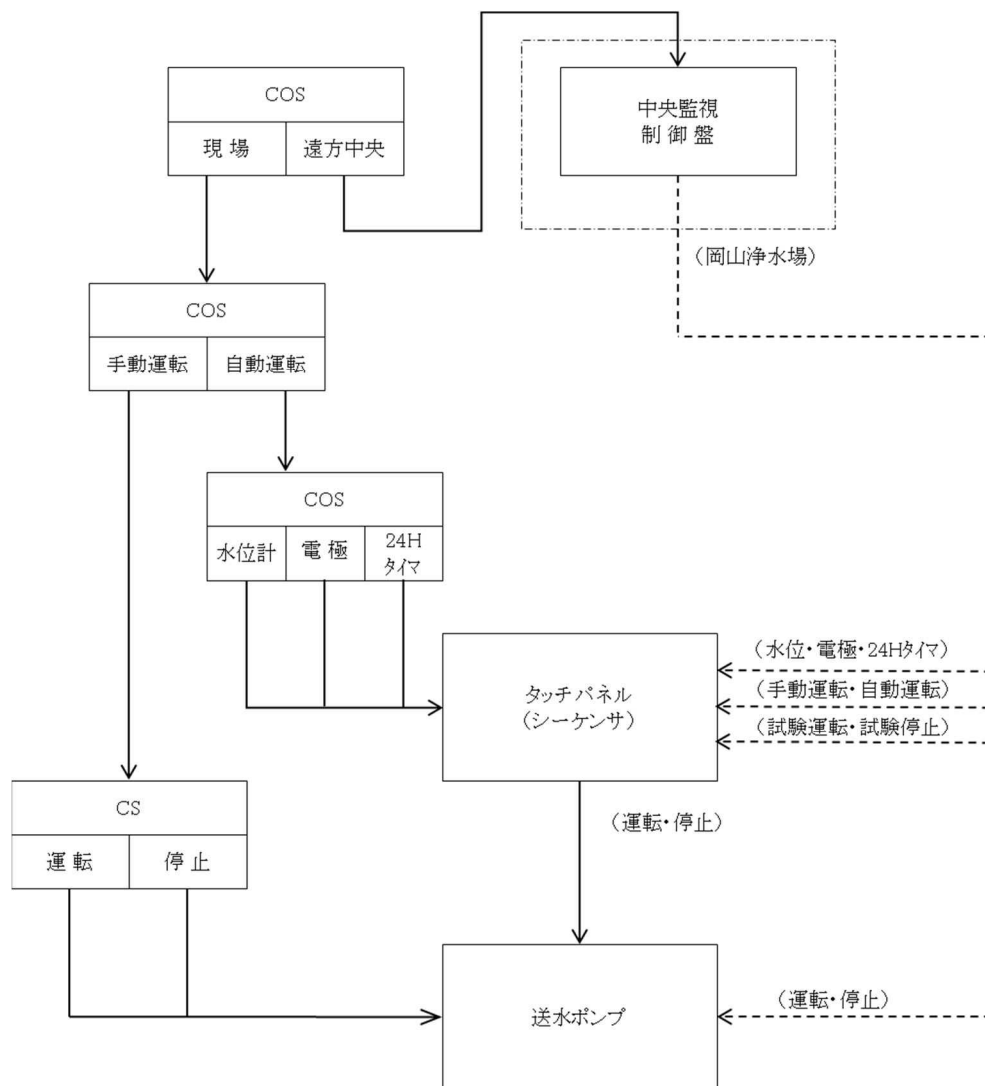 COS
現場
遠方中央
中央監視
制御盤
（岡山浄水場）
COS
手動運転
自動運転
COS
水位計
電極
24H
タイマ
タッチパネル
（シーケンサ）
（水位・電極・24Hタイマ）
（手動運転・自動運転）
（試験運転・試験停止）
CS
運転
停止
（運転・停止）
送水ポンプ
（運転・停止）